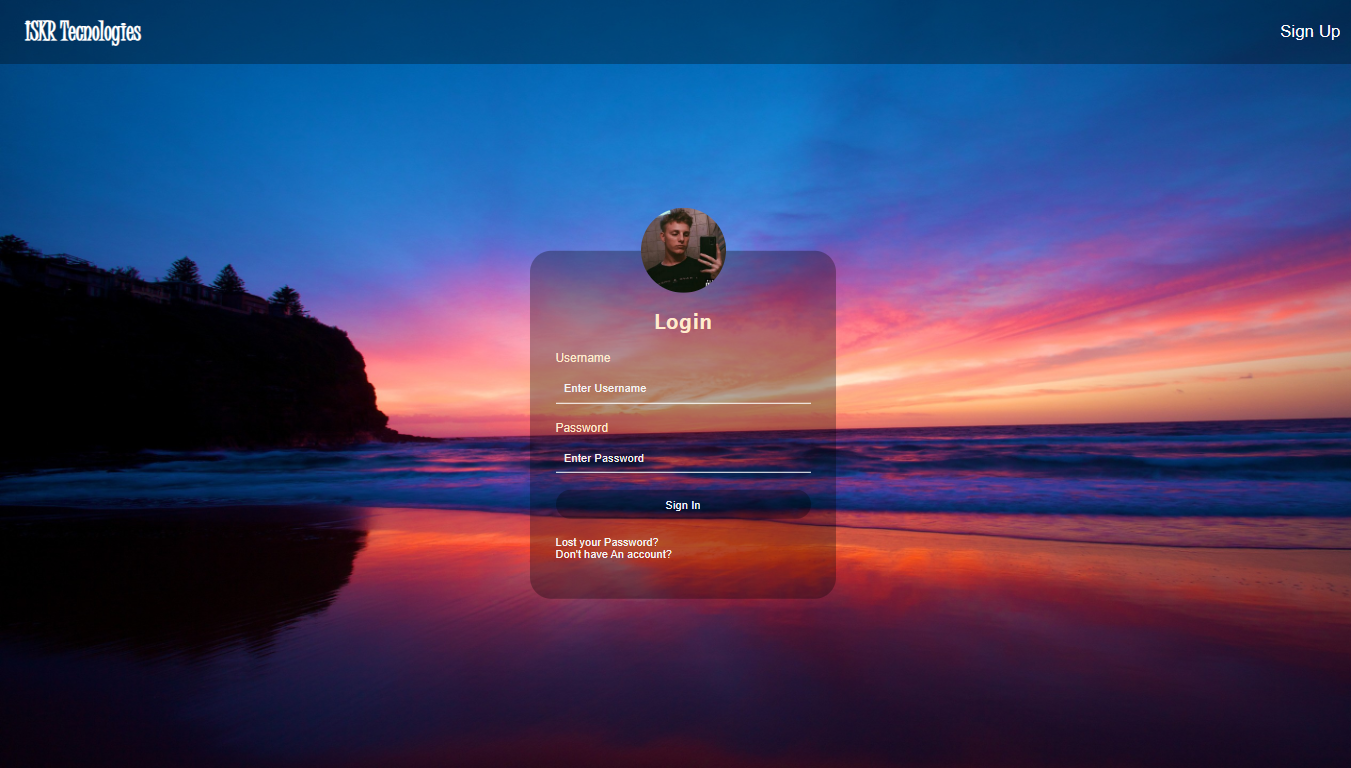 ISKR Tecnologies
Sign Up
Login
Username
Enter Username
Password
Enter Password
Sign In
Lost your Password?
Don't have An account?